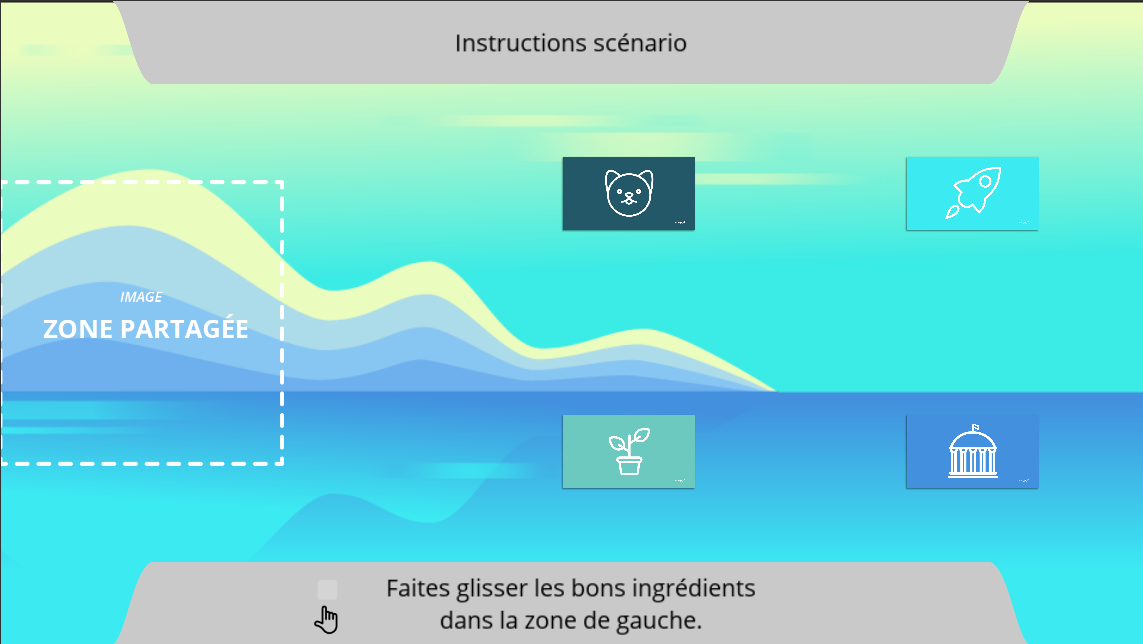 Instructions scénario
IMAGE
ZONE PARTAGÉE
Faites glisser les bons ingrédients
dans la zone de gauche.